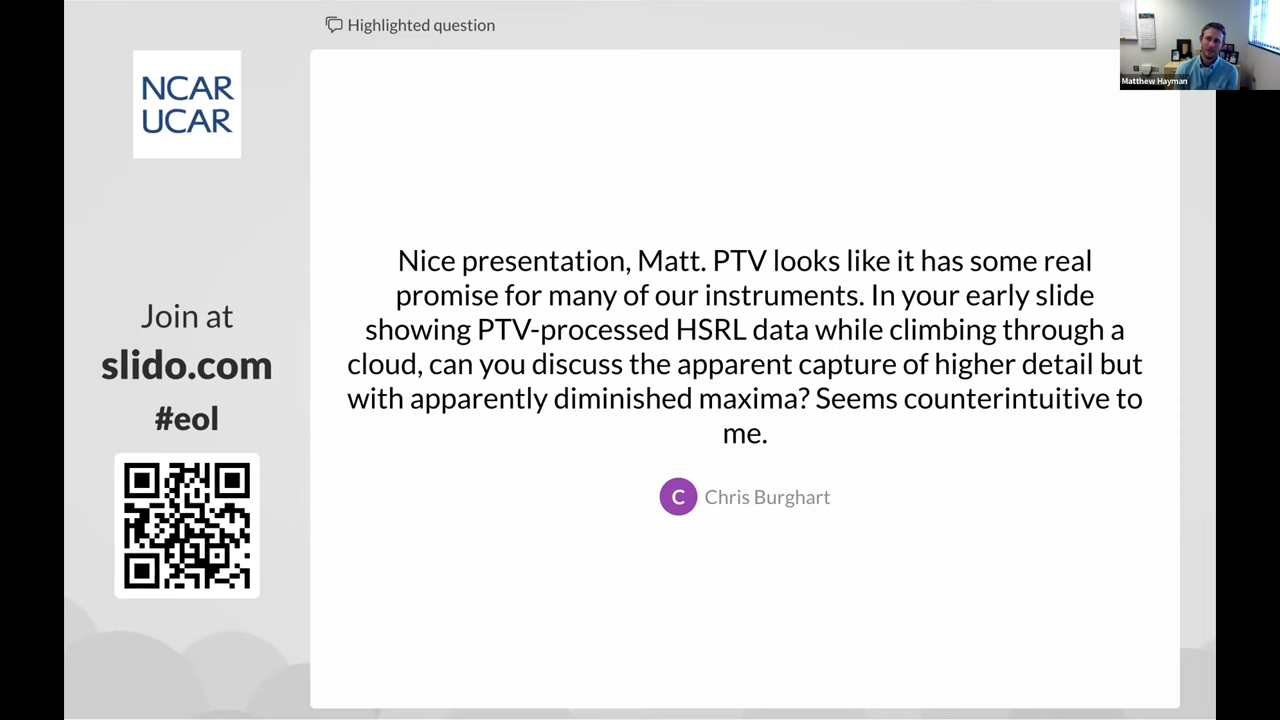 Highlighted question
Matthew Hayman
NCAR
UCAR
Join at
slido.com
#eol
Nice presentation, Matt. PTV looks like it has some real
promise for many of our instruments. In your early slide
showing PTV-processed HSRL data while climbing through a
cloud, can you discuss the apparent capture of higher detail but
with apparently diminished maxima? Seems counterintuitive to
me.
C Chris Burghart